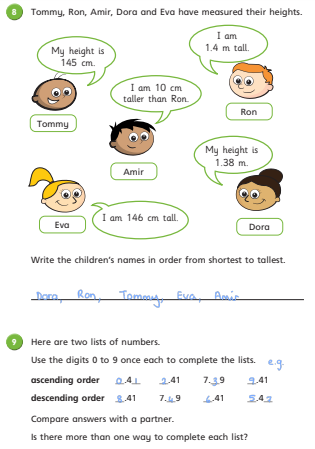 8 Tommy, Ron, Amir, Dora and Eva have measured their heights.
My height is
145 cm.
Tommy
I am 10 cm
taller than Ron.
Amir
I am
1.4 m tall.
Ron
Eva
I am 146 cm tall.
My height is
1.38 m.
Dora
Write the children's names in order from shortest to tallest.
Dora, Ron, Tommy, Eva, Amir
9 Here are two lists of numbers.
Use the digits 0 to 9 once each to complete the lists. e.g.
ascending order 0.41 2.41 7.39 9.41
descending order 8.41 7.49 6.41
Compare answers with a partner.
Is there more than one way to complete each list?